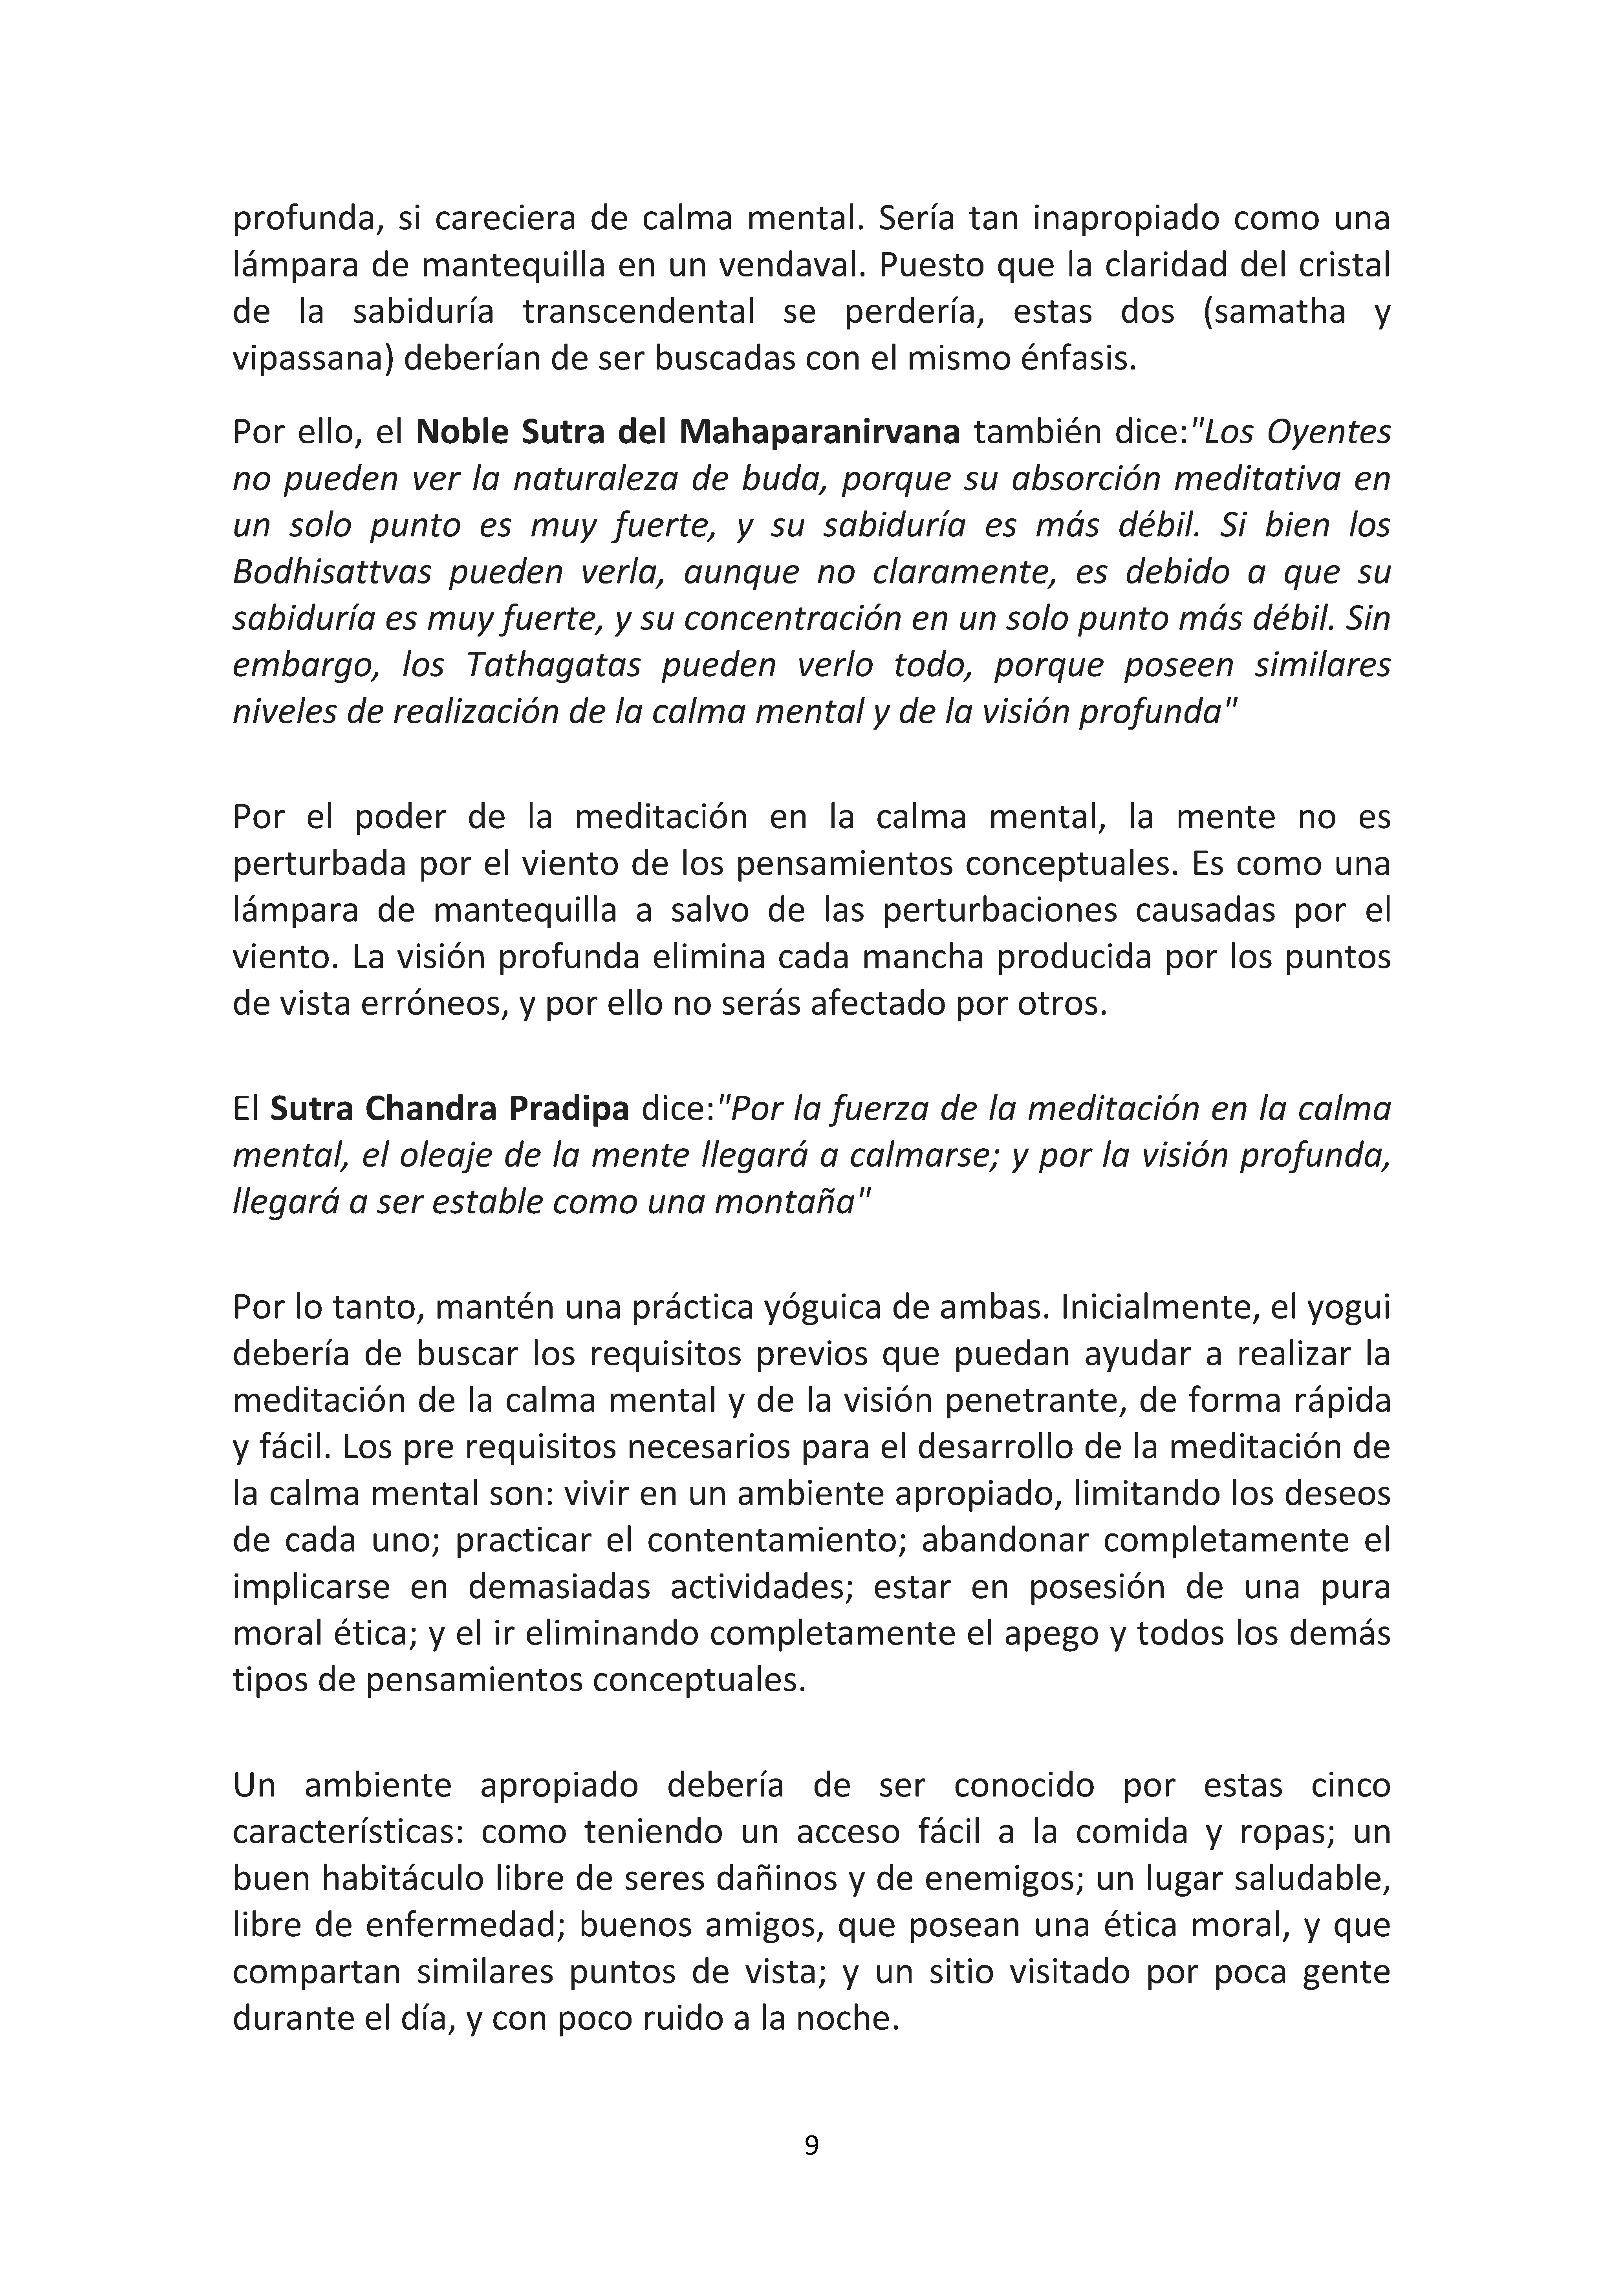 profunda, si careciera de calma mental. Sería tan inapropiado como una
lámpara de mantequilla en un vendaval. Puesto que la claridad del cristal
de la sabiduría transcendental se perdería, estas dos (samatha y
vipassana) deberían de ser buscadas con el mismo énfasis.
Por ello, el Noble Sutra del Mahaparanirvana también dice:"Los Oyentes
no pueden ver la naturaleza de buda, porque su absorción meditativa en
un solo punto es muy fuerte, y su sabiduría es más débil. Si bien los
Bodhisattvas pueden verla, aunque no claramente, es debido a que su
sabiduría es muy fuerte, y su concentración en un solo punto más débil. Sin
embargo, los Tathagatas pueden verlo todo, porque poseen similares
niveles de realización de la calma mental y de la visión profunda"
Por el poder de la meditación en la calma mental, la mente no es
perturbada por el viento de los pensamientos conceptuales. Es como una
lámpara de mantequilla a salvo de las perturbaciones causadas por el
viento. La visión profunda elimina cada mancha producida por los puntos
de vista erróneos, y por ello no serás afectado por otros.
El Sutra Chandra Pradipa dice:"Por la fuerza de la meditación en la calma
mental, el oleaje de la mente llegará a calmarse; y por la visión profunda,
llegará a ser estable como una montaña"
Por lo tanto, mantén una práctica yóguica de ambas. Inicialmente, el yogui
debería de buscar los requisitos previos que puedan ayudar a realizar la
meditación de la calma mental y de la visión penetrante, de forma rápida
y fácil. Los pre requisitos necesarios para el desarrollo de la meditación de
la calma mental son: vivir en un ambiente apropiado, limitando los deseos
de cada uno; practicar el contentamiento; abandonar completamente el
implicarse en demasiadas actividades; estar en posesión de una pura
moral ética; y el ir eliminando completamente el apego y todos los demás
tipos de pensamientos conceptuales.
Un ambiente apropiado debería de ser conocido por estas cinco
características: como teniendo un acceso fácil a la comida y ropas; un
buen habitáculo libre de seres dañinos y de enemigos; un lugar saludable,
libre de enfermedad; buenos amigos, que posean una ética moral, y que
compartan similares puntos de vista; y un sitio visitado por poca gente
durante el día, y con poco ruido a la noche.
9